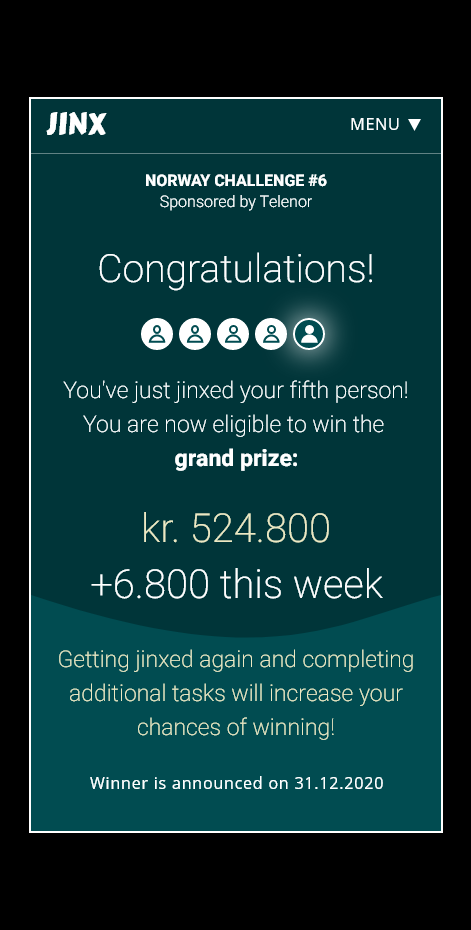 JINX
MENU ▼
NORWAY CHALLENGE #6
Sponsored by Telenor
Congratulations!
You've just jinxed your fifth person!
You are now eligible to win the
grand prize:
kr. 524.800
+6.800 this week
Getting jinxed again and completing
additional tasks will increase your
chances of winning!
Winner is announced on 31.12.2020